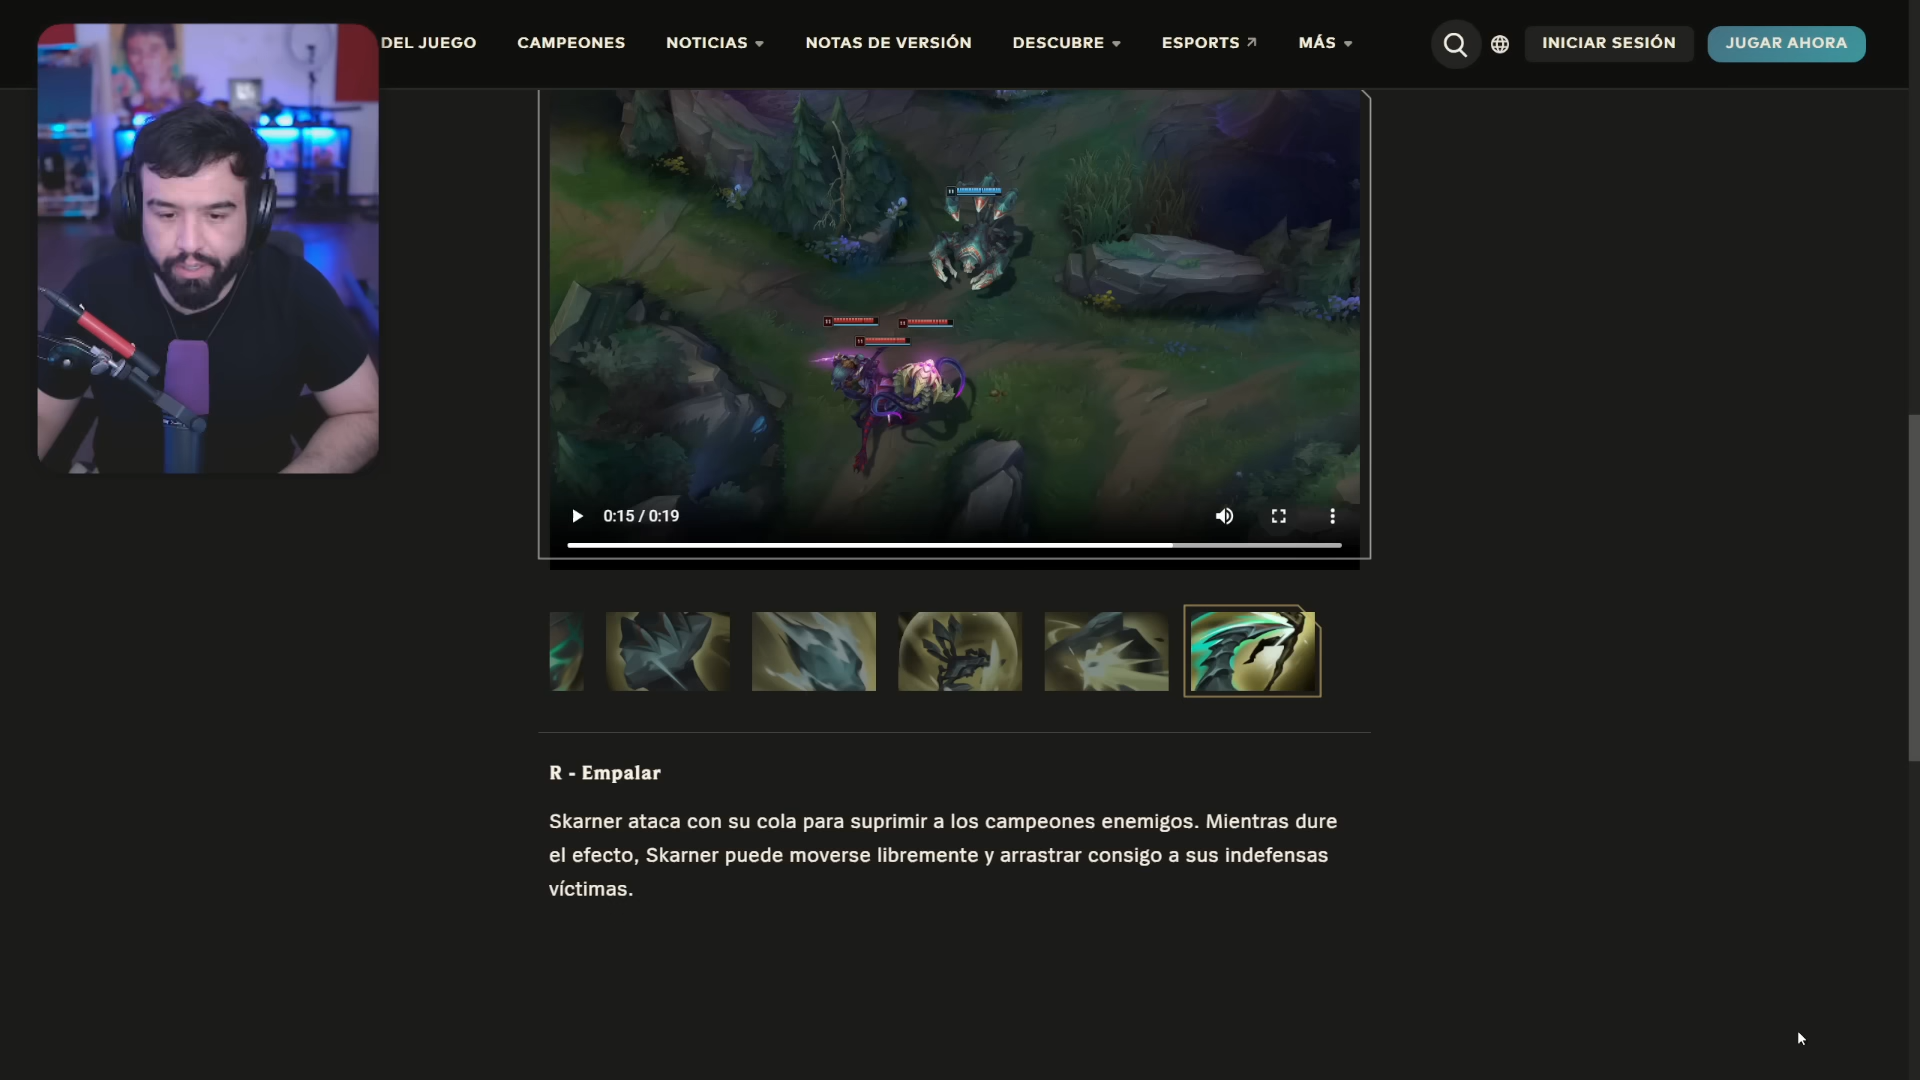 DEL JUEGO
CAMPEONES
NOTICIAS
NOTAS DE VERSIÓN
DESCUBRE
ESPORTS
MÁS
INICIAR SESIÓN
JUGAR AHORA
0:15 / 0:19
R - Empalar
Skarner ataca con su cola para suprimir a los campeones enemigos. Mientras dure
el efecto, Skarner puede moverse libremente y arrastrar consigo a sus indefensas
víctimas.